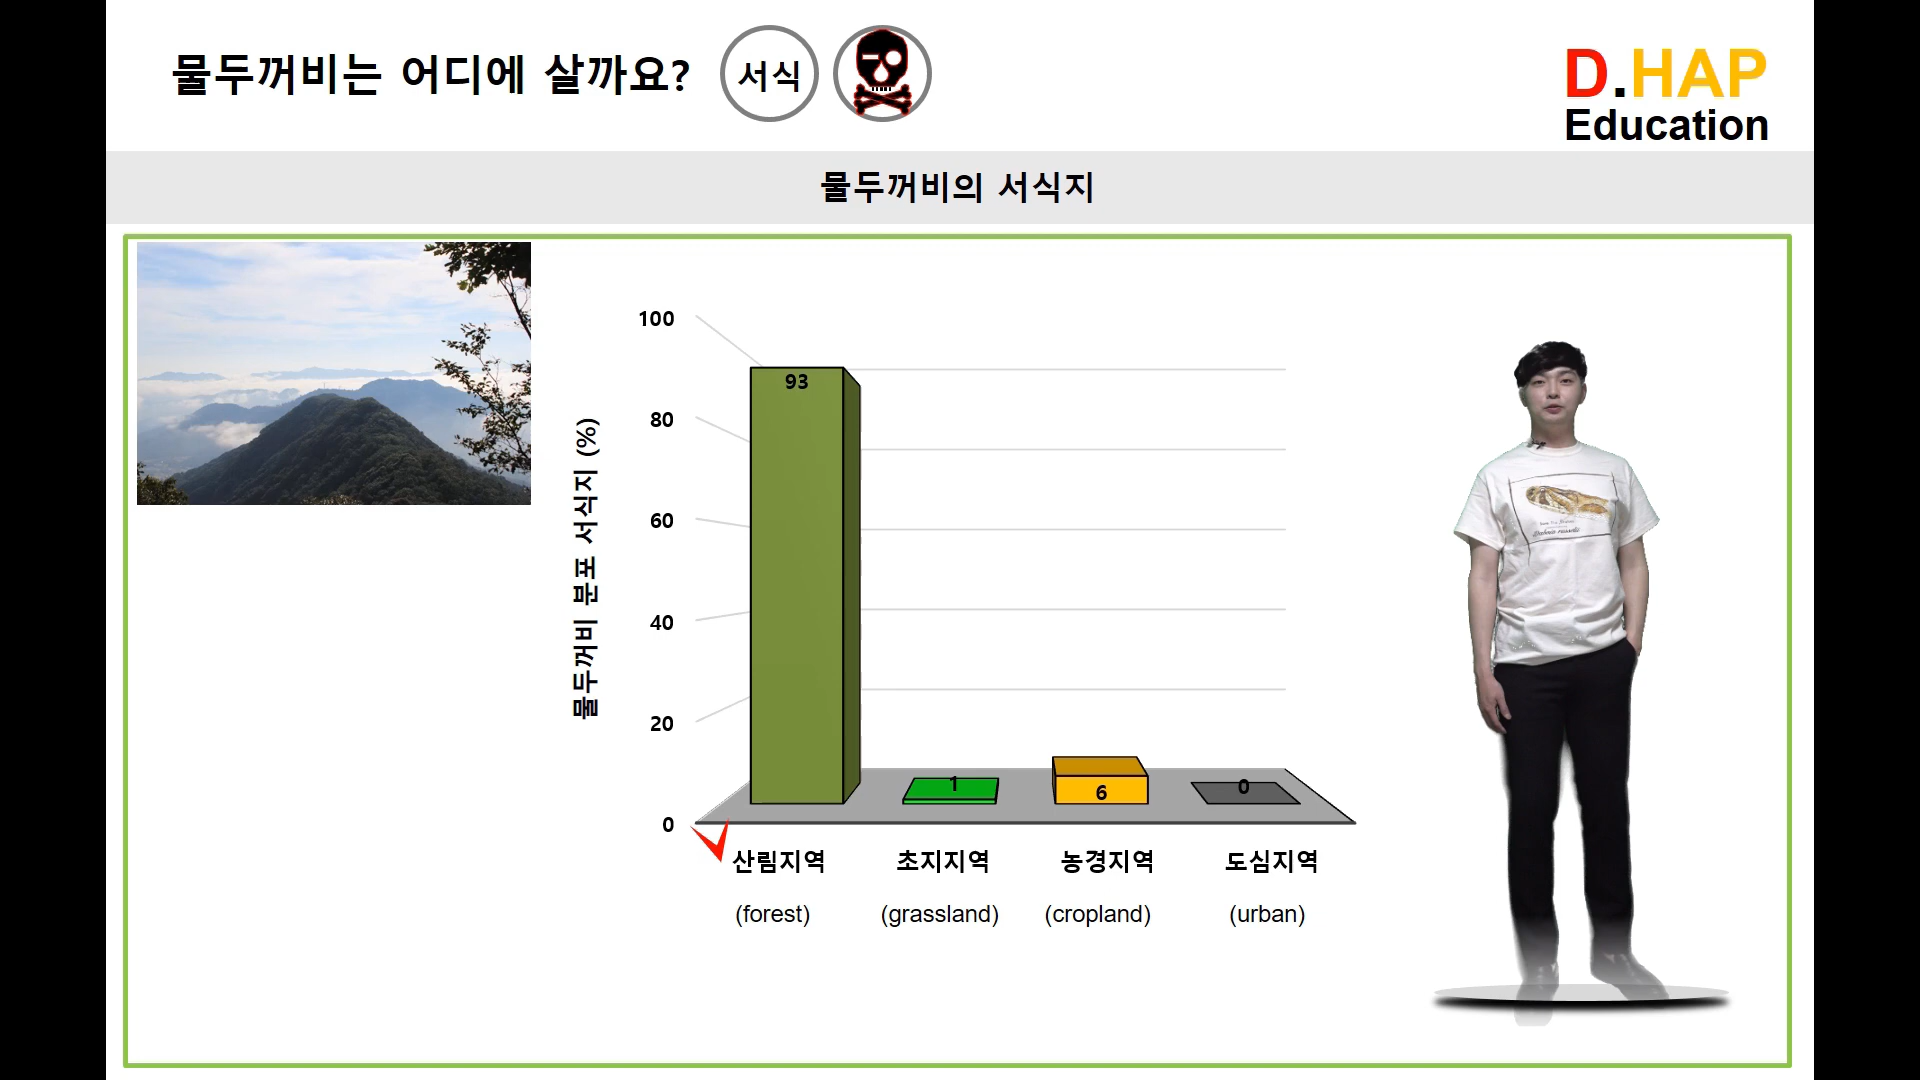 물두꺼비는 어디에 살까요?
서식
D.HAP
Education
물두꺼비의 서식지
물두꺼비 분포 서식지 (%)
100
80
60
40
20
0
93
1
6
0
산림지역
초지지역
농경지역
도심지역
(forest)
(grassland)
(cropland)
(urban)